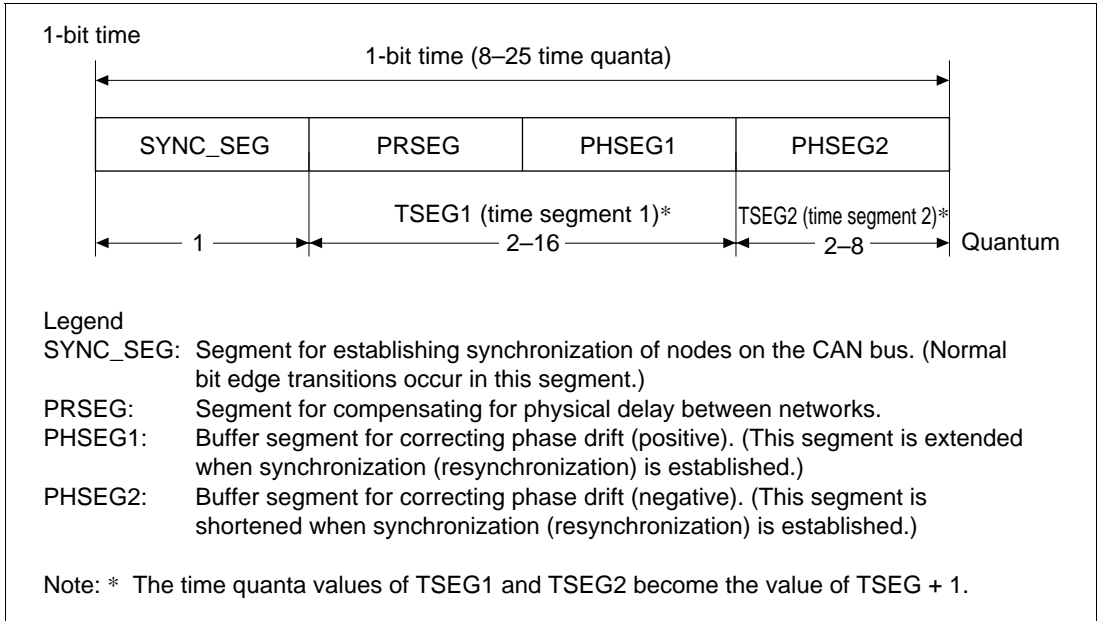 1-bit time
1-bit time (8–25 time quanta)
SYNC_SEG PRSEG PHSEG1 PHSEG2
TSEG1 (time segment 1)* TSEG2 (time segment 2)*
1 2–16 2–8 Quantum
Legend
SYNC_SEG: Segment for establishing synchronization of nodes on the CAN bus. (Normal
bit edge transitions occur in this segment.)
PRSEG: Segment for compensating for physical delay between networks.
PHSEG1: Buffer segment for correcting phase drift (positive). (This segment is extended
when synchronization (resynchronization) is established.)
PHSEG2: Buffer segment for correcting phase drift (negative). (This segment is
shortened when synchronization (resynchronization) is established.)
Note: * The time quanta values of TSEG1 and TSEG2 become the value of TSEG + 1.